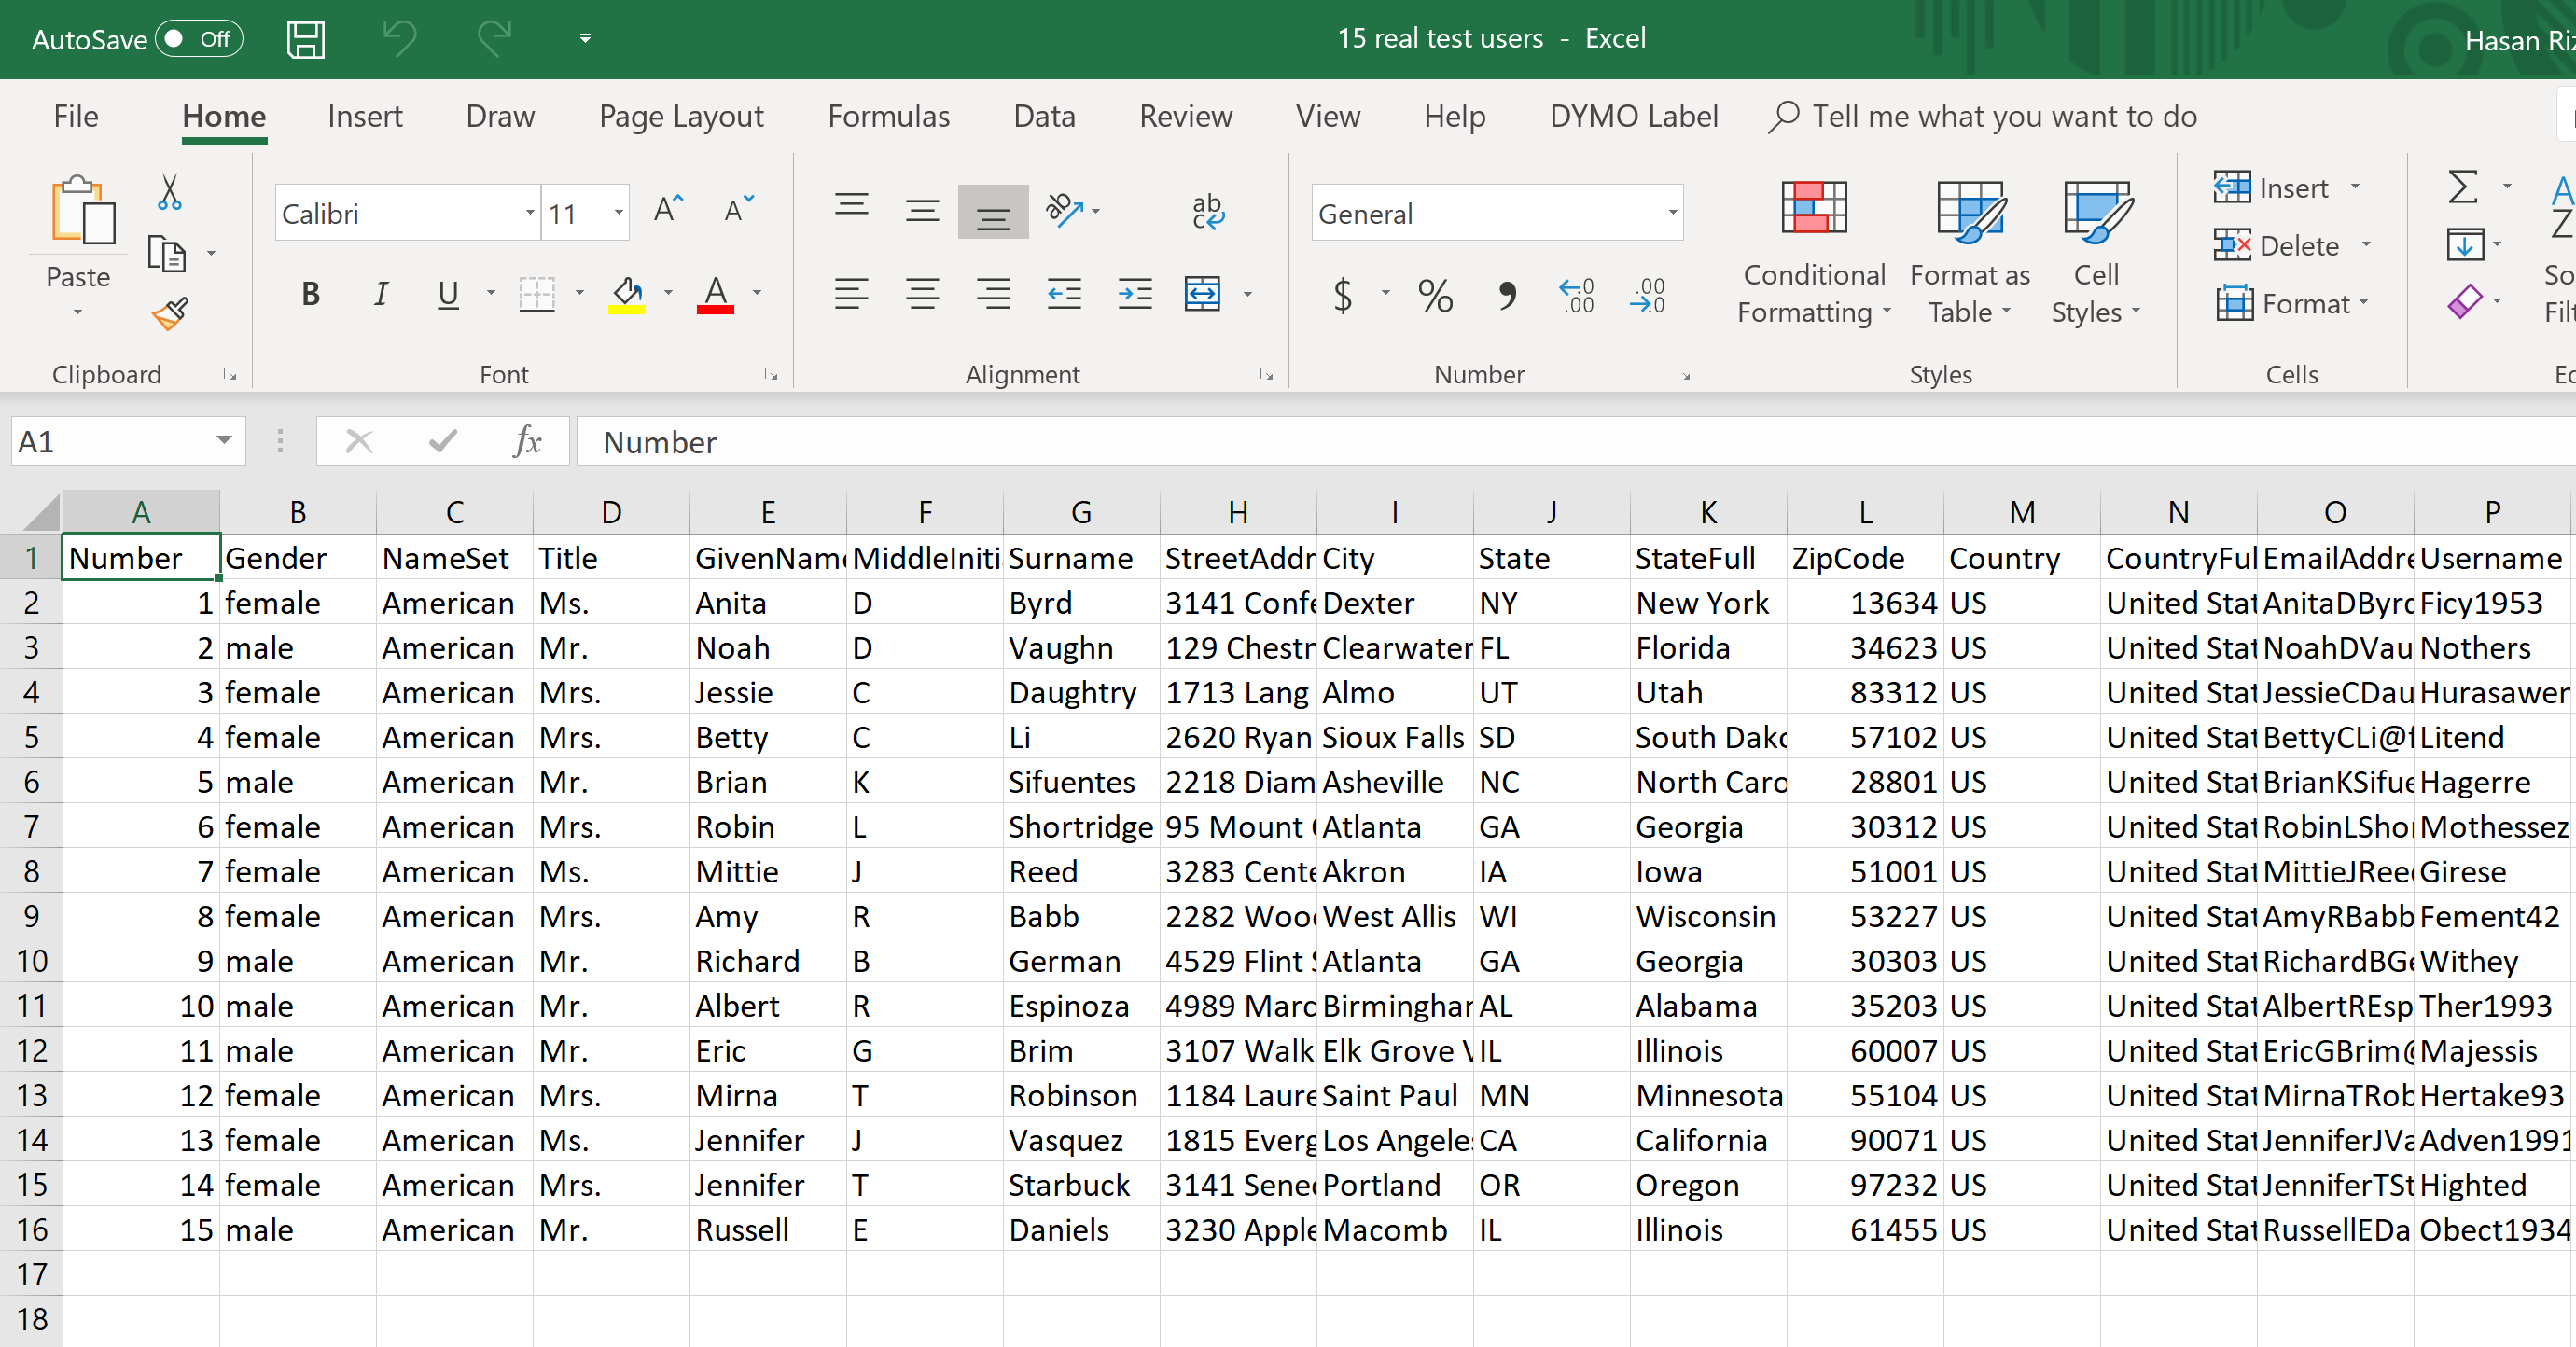 AutoSave Off 15 real test users - Excel Hasan Riz
File Home Insert Draw Page Layout Formulas Data Review View Help DYMO Label Tell me what you want to do
Paste
Clipboard
Calibri 11
B I U A
Font
ab
Alignment
General
$ % , .00 .00
Number
Conditional Formatting
Format as Table
Cell Styles
Styles
Insert
Delete
Format
Cells
A1 fx Number
A B C D E F G H I J K L M N O P
1 Number Gender NameSet Title GivenName MiddleIniti Surname StreetAddr City State StateFull ZipCode Country CountryFul EmailAddre Username
2 1 female American Ms. Anita D Byrd 3141 Confe Dexter NY New York 13634 US United Stat AnitaDByrd Ficy1953
3 2 male American Mr. Noah D Vaughn 129 Chestn Clearwater FL Florida 34623 US United Stat NoahDVau Nothers
4 3 female American Mrs. Jessie C Daughtry 1713 Lang Almo UT Utah 83312 US United Stat JessieCDau Hurasawer
5 4 female American Mrs. Betty C Li 2620 Ryan Sioux Falls SD South Dako 57102 US United Stat BettyCLi@f Litend
6 5 male American Mr. Brian K Sifuentes 2218 Diam Asheville NC North Caro 28801 US United Stat BrianKSifue Hagerre
7 6 female American Mrs. Robin L Shortridge 95 Mount Atlanta GA Georgia 30312 US United Stat RobinLShor Mothessez
8 7 female American Ms. Mittie J Reed 3283 Cente Akron IA Iowa 51001 US United Stat MittieJReed Girese
9 8 female American Mrs. Amy R Babb 2282 Wood West Allis WI Wisconsin 53227 US United Stat AmyRBabb Fement42
10 9 male American Mr. Richard B German 4529 Flint S Atlanta GA Georgia 30303 US United Stat RichardBGe Withey
11 10 male American Mr. Albert R Espinoza 4989 Marc Birmingham AL Alabama 35203 US United Stat AlbertREsp Ther1993
12 11 male American Mr. Eric G Brim 3107 Walk Elk Grove V IL Illinois 60007 US United Stat EricGBrim@ Majessis
13 12 female American Mrs. Mirna T Robinson 1184 Laure Saint Paul MN Minnesota 55104 US United Stat MirnaTRob Hertake93
14 13 female American Ms. Jennifer J Vasquez 1815 Everg Los Angeles CA California 90071 US United Stat JenniferJVa Adven1991
15 14 female American Mrs. Jennifer T Starbuck 3141 Senec Portland OR Oregon 97232 US United Stat JenniferTSt Highted
16 15 male American Mr. Russell E Daniels 3230 Apple Macomb IL Illinois 61455 US United Stat RussellEDa Obect1934
17
18